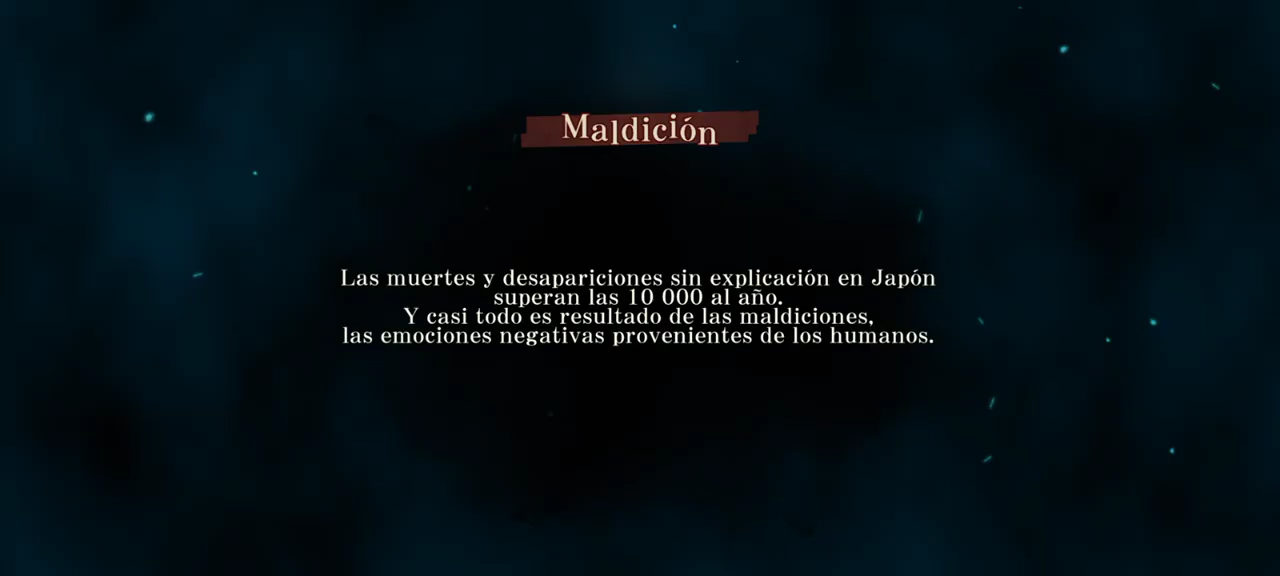 Maldición
Las muertes y desapariciones sin explicación en Japón
superan las 10 000 al año.
Y casi todo es resultado de las maldiciones,
las emociones negativas provenientes de los humanos.